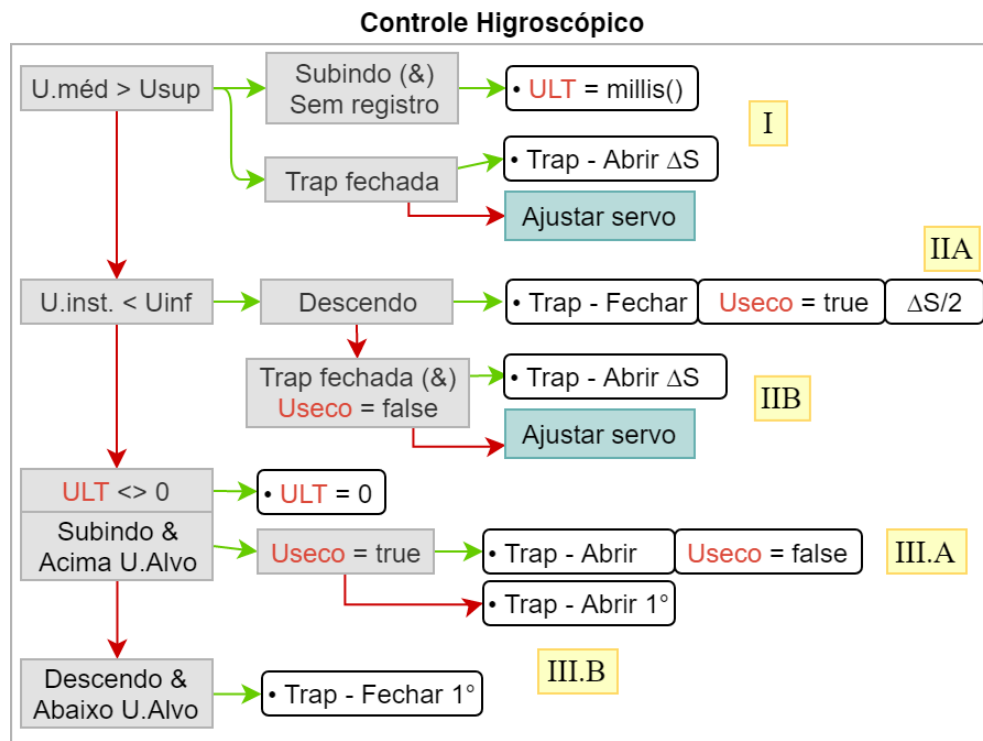 Controle Higroscópico
U.méd > Usup
Subindo (&)
Sem registro
• ULT = millis()
I
Trap fechada
• Trap - Abrir ΔS
Ajustar servo
IIA
U.inst. < Uinf
Descendo
• Trap - Fechar
Useco = true
ΔS/2
Trap fechada (&)
Useco = false
• Trap - Abrir ΔS
IIB
Ajustar servo
ULT <> 0
• ULT = 0
Subindo &
Acima U.Alvo
Useco = true
• Trap - Abrir
Useco = false
III.A
• Trap - Abrir 1°
III.B
Descendo &
Abaixo U.Alvo
• Trap - Fechar 1°